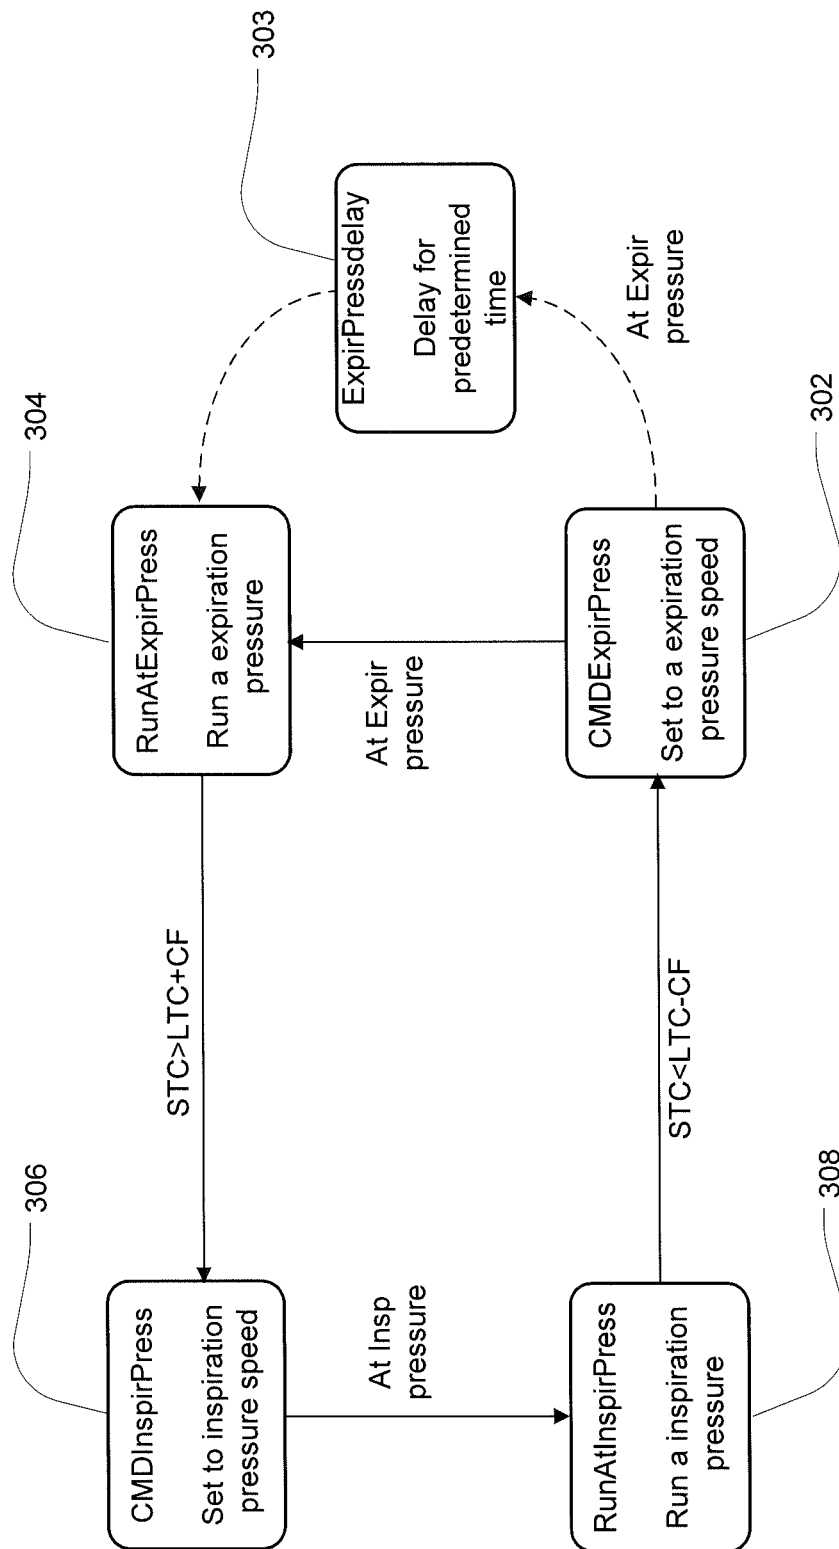 306
CMDInspirPress
Set to inspiration
pressure speed
STC>LTC+CF
304
RunAtExpirPress
Run a expiration
pressure
303
ExpirPressdelay
Delay for
predetermined
time
At Insp
pressure
At Expir
pressure
At Expir
pressure
308
RunAtInspirPress
Run a inspiration
pressure
STC<LTC-CF
302
CMDExpirPress
Set to a expiration
pressure speed